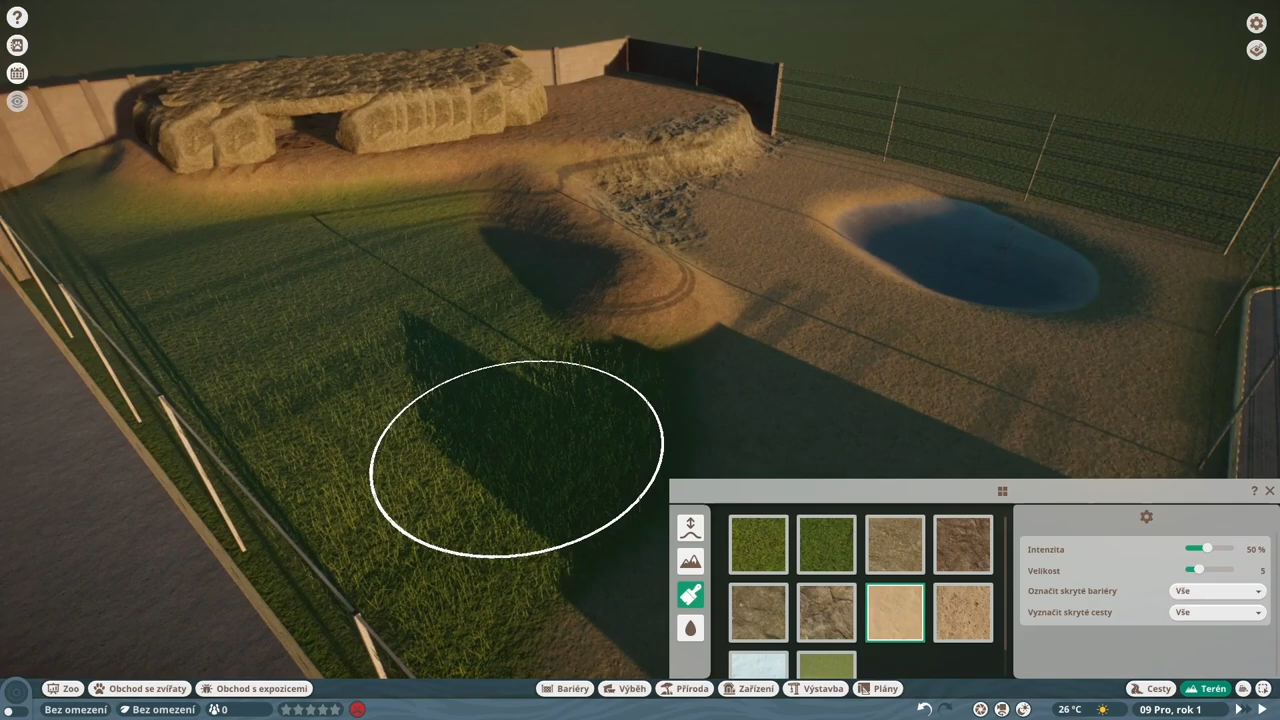 ?
? ×
Intenzita 50 %
Velikost 5
Označit skryté bariéry Vše
Vyznačit skryté cesty Vše
Zoo Obchod se zvířaty Obchod s expozicemi Bariéry Výběh Příroda Zařízení Výstavba Plány Cesty Terén
Bez omezení Bez omezení 0 26 °C 09 Pro, rok 1